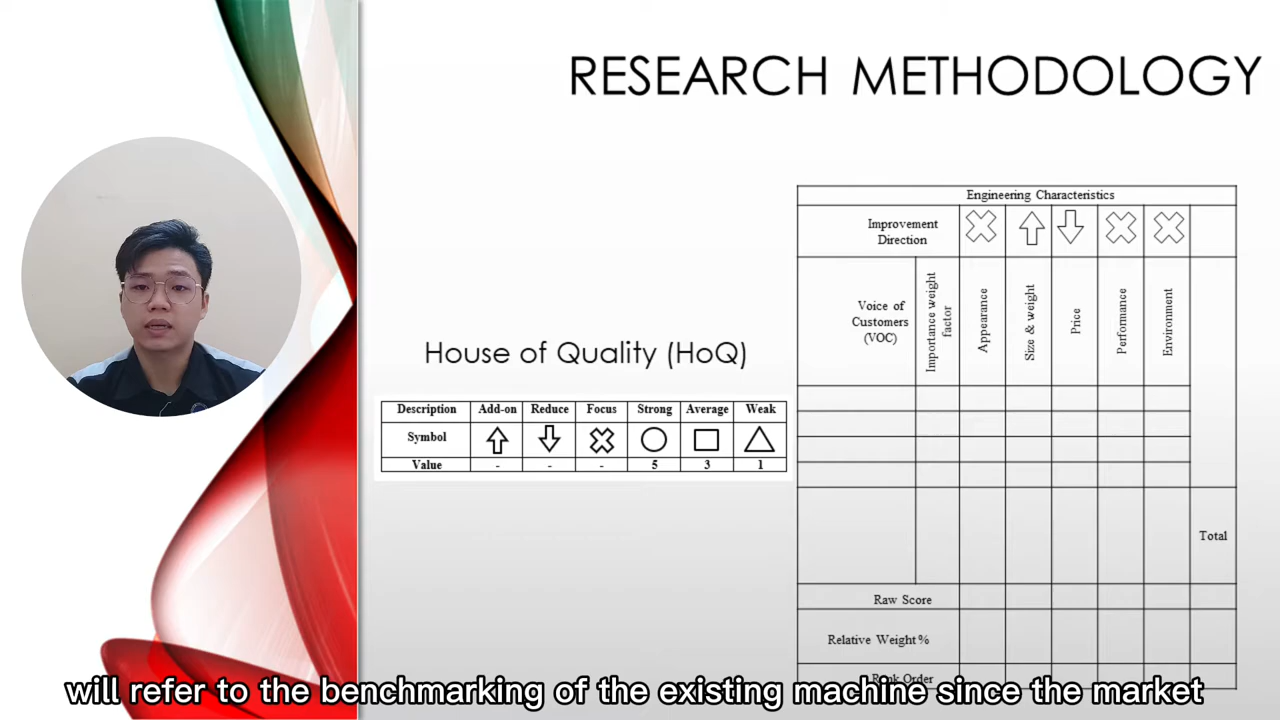 RESEARCH METHODOLOGY
House of Quality (HoQ)
Description Add-on Reduce Focus Strong Average Weak
Symbol
Value - - - 5 3 1
Engineering Characteristics
Improvement
Direction
Voice of
Customers
(VOC)
Importance weight
factor
Appearance
Size & weight
Price
Performance
Environment
Total
Raw Score
Relative Weight %
Rank Order
will refer to the benchmarking of the existing machine since the market